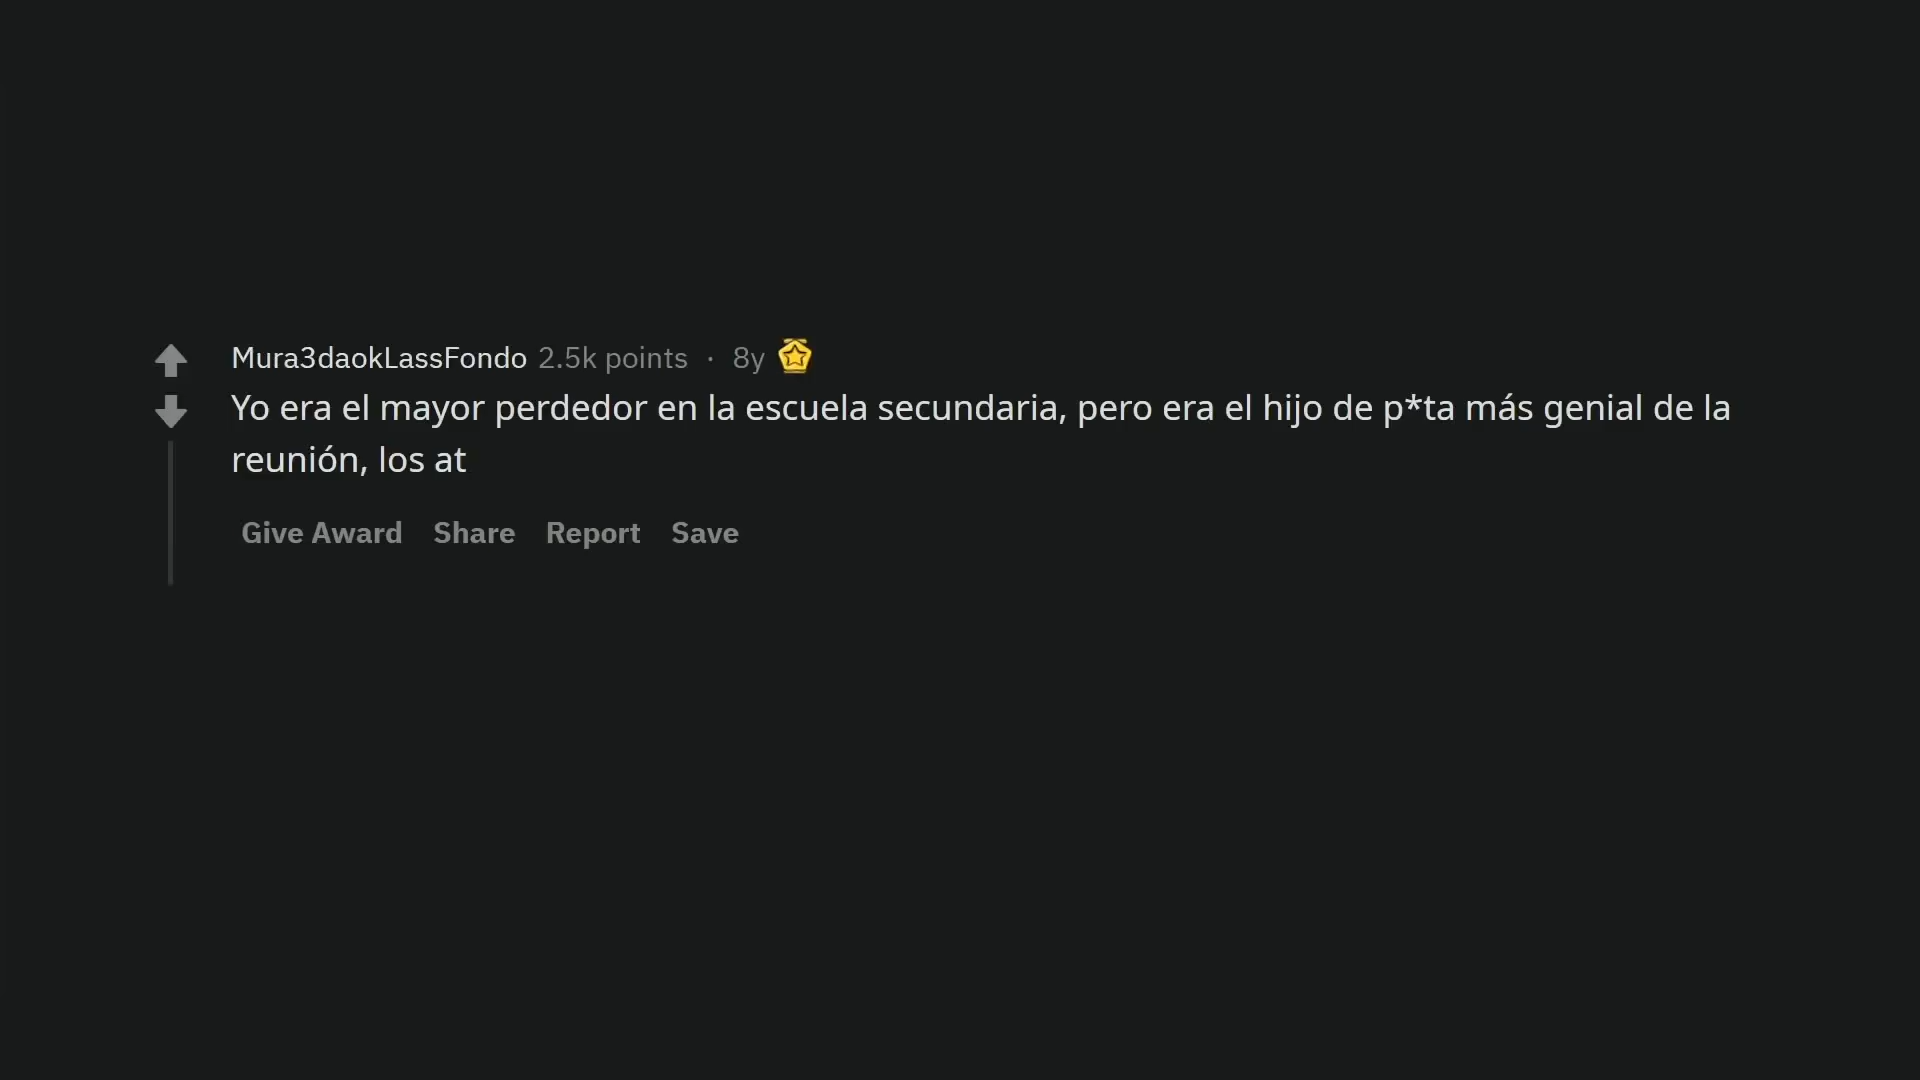 Mura3daokLassFondo 2.5k points · 8y
Yo era el mayor perdedor en la escuela secundaria, pero era el hijo de p*ta más genial de la
reunión, los at
Give Award Share Report Save